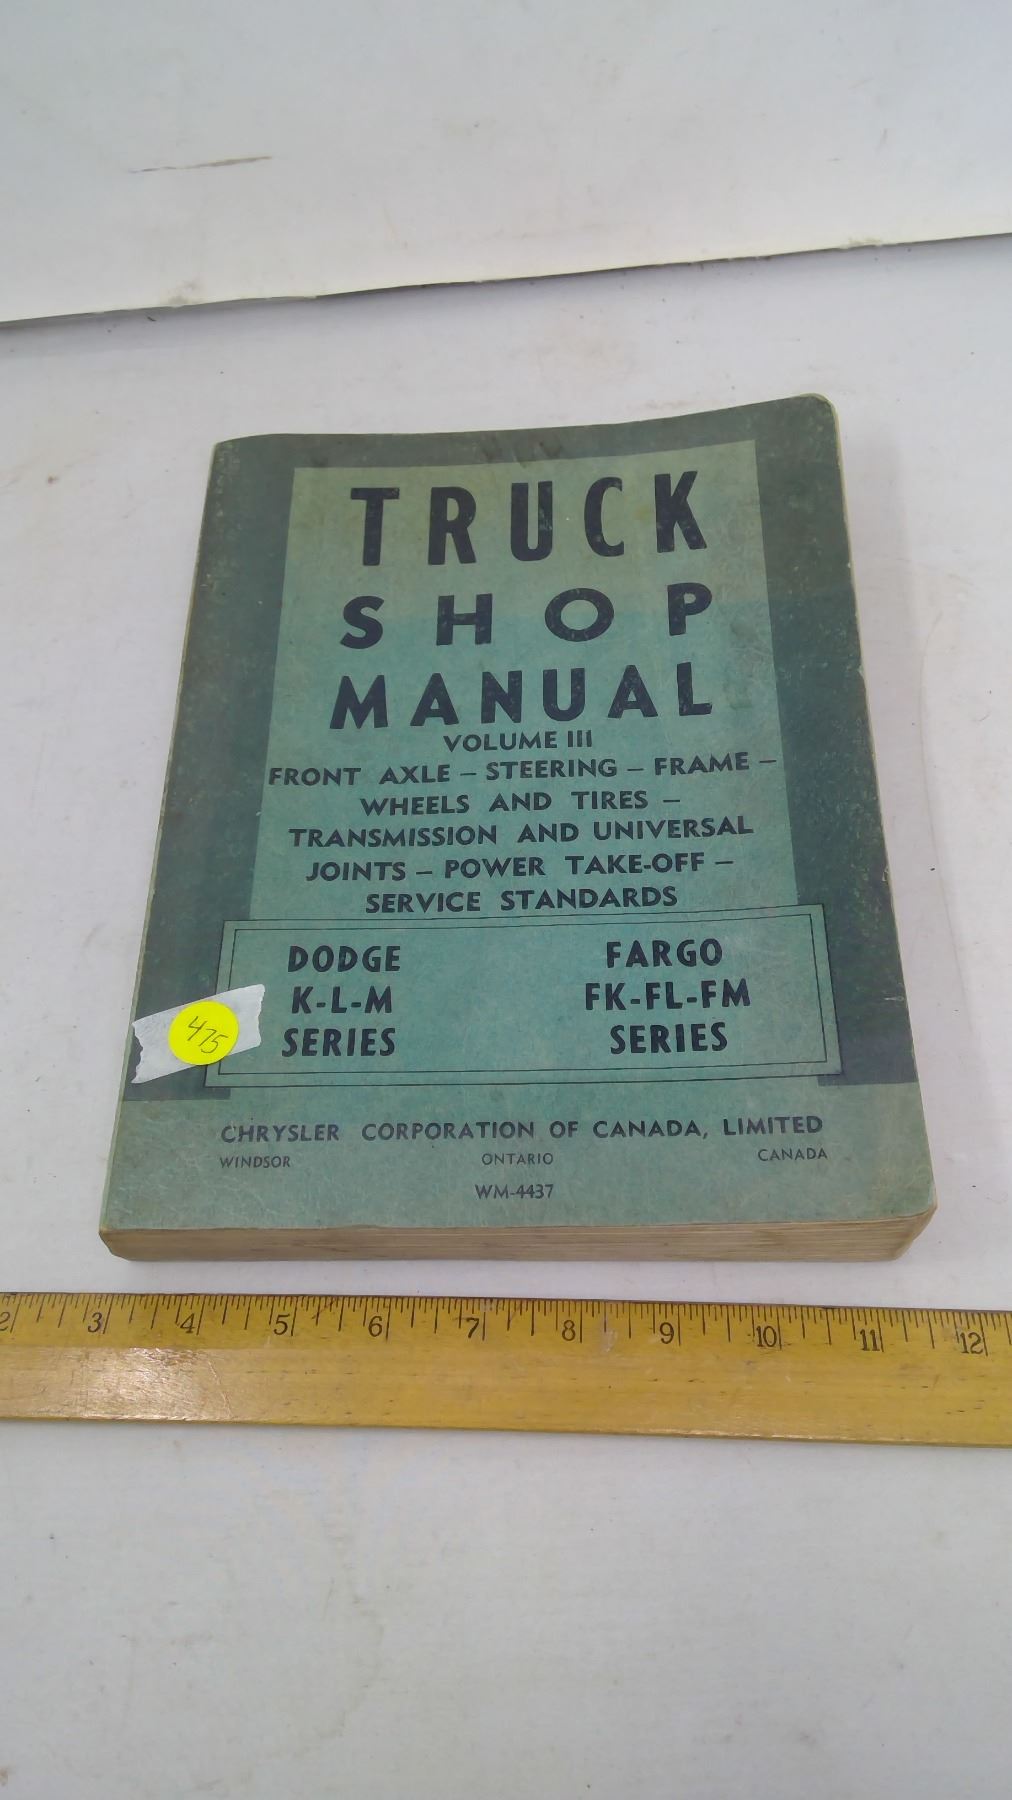 TRUCK
SHOP
MANUAL
VOLUME III
FRONT AXLE – STEERING – FRAME –
WHEELS AND TIRES –
TRANSMISSION AND UNIVERSAL
JOINTS – POWER TAKE-OFF –
SERVICE STANDARDS
DODGE FARGO
K-L-M FK-FL-FM
SERIES SERIES
475
CHRYSLER CORPORATION OF CANADA, LIMITED
WINDSOR ONTARIO CANADA
WM-4437
2 3 4 5 6 7 8 9 10 11 12